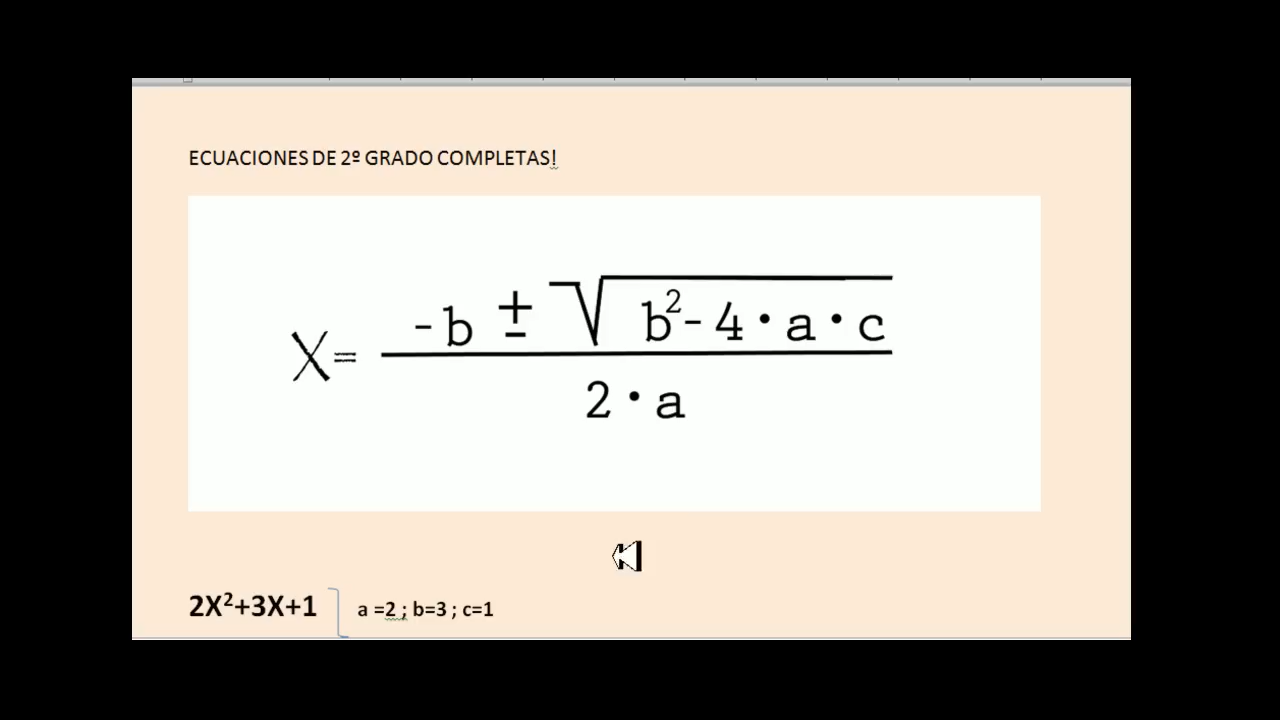 ECUACIONES DE 2º GRADO COMPLETAS!
X= -b ± √ b²- 4 · a · c
2 · a
2X²+3X+1 a =2 ; b=3 ; c=1